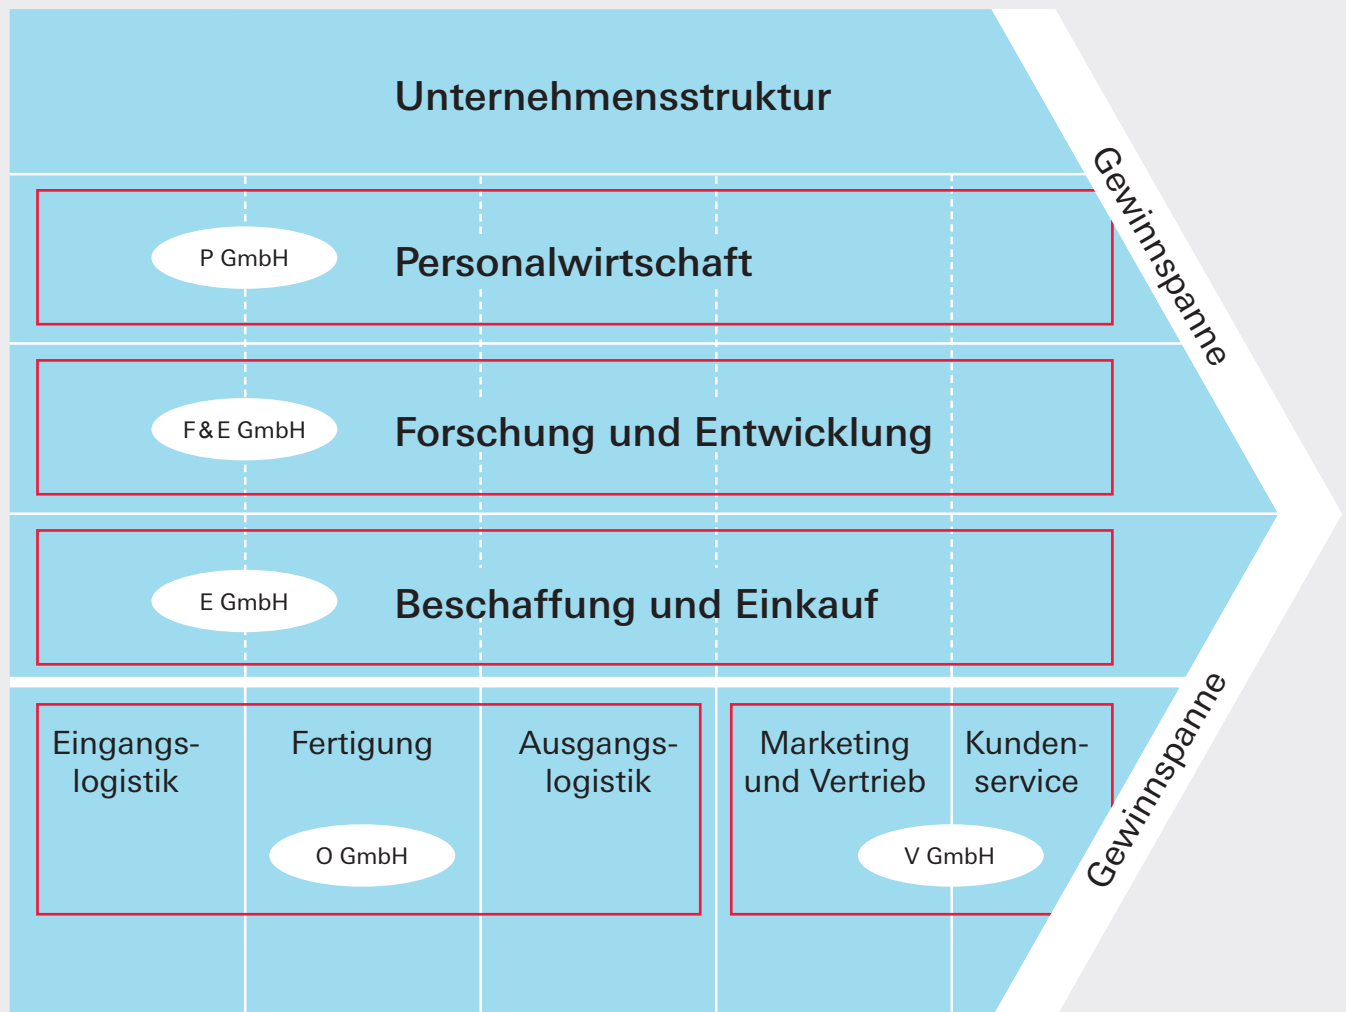 Unternehmensstruktur
Gewinnspanne
P GmbH
Personalwirtschaft
F&E GmbH
Forschung und Entwicklung
E GmbH
Beschaffung und Einkauf
Eingangs-
logistik
Fertigung
Ausgangs-
logistik
Marketing
und Vertrieb
Kunden-
service
Gewinnspanne
O GmbH
V GmbH